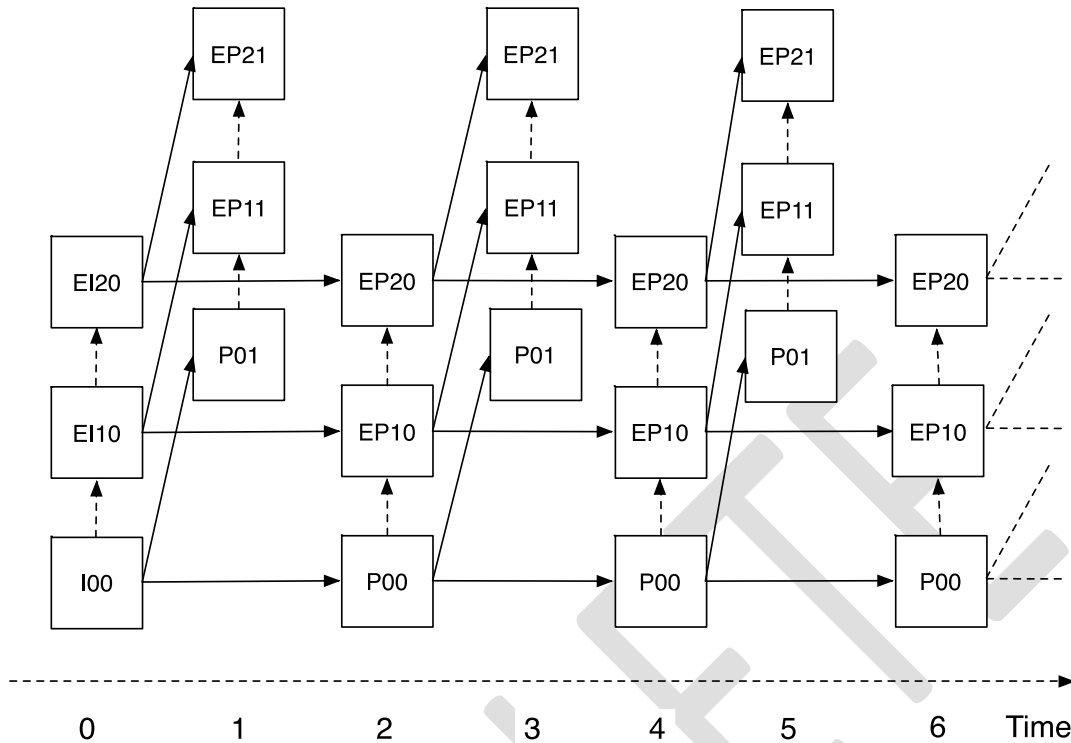 EP21 EP21 EP21
EP11 EP11 EP11
EI20 EP20 EP20 EP20
P01 P01 P01
EI10 EP10 EP10 EP10
I00 P00 P00 P00
0 1 2 3 4 5 6 Time